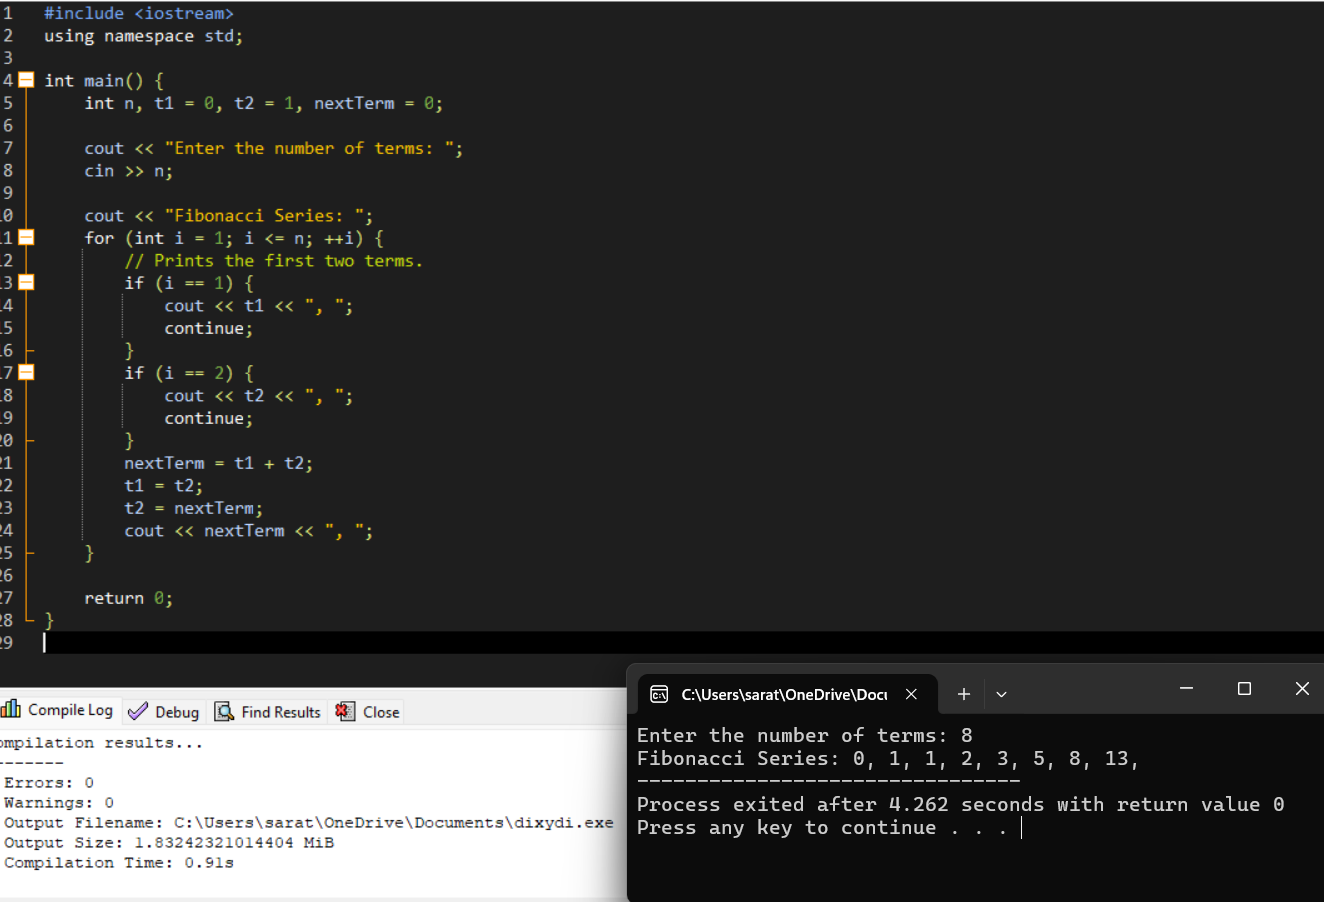 1 #include <iostream>
2 using namespace std;
3
4 int main() {
5 int n, t1 = 0, t2 = 1, nextTerm = 0;
6
7 cout << "Enter the number of terms: ";
8 cin >> n;
9
10 cout << "Fibonacci Series: ";
11 for (int i = 1; i <= n; ++i) {
12 // Prints the first two terms.
13 if (i == 1) {
14 cout << t1 << ", ";
15 continue;
16 }
17 if (i == 2) {
18 cout << t2 << ", ";
19 continue;
20 }
21 nextTerm = t1 + t2;
22 t1 = t2;
23 t2 = nextTerm;
24 cout << nextTerm << ", ";
25 }
26
27 return 0;
28 }
29
Compile Log Debug Find Results Close
ompilation results...
-------
Errors: 0
Warnings: 0
Output Filename: C:\Users\sarat\OneDrive\Documents\dixydi.exe
Output Size: 1.83242321014404 MiB
Compilation Time: 0.91s
C:\Users\sarat\OneDrive\Docu
Enter the number of terms: 8
Fibonacci Series: 0, 1, 1, 2, 3, 5, 8, 13,
--------------------------------
Process exited after 4.262 seconds with return value 0
Press any key to continue . . .